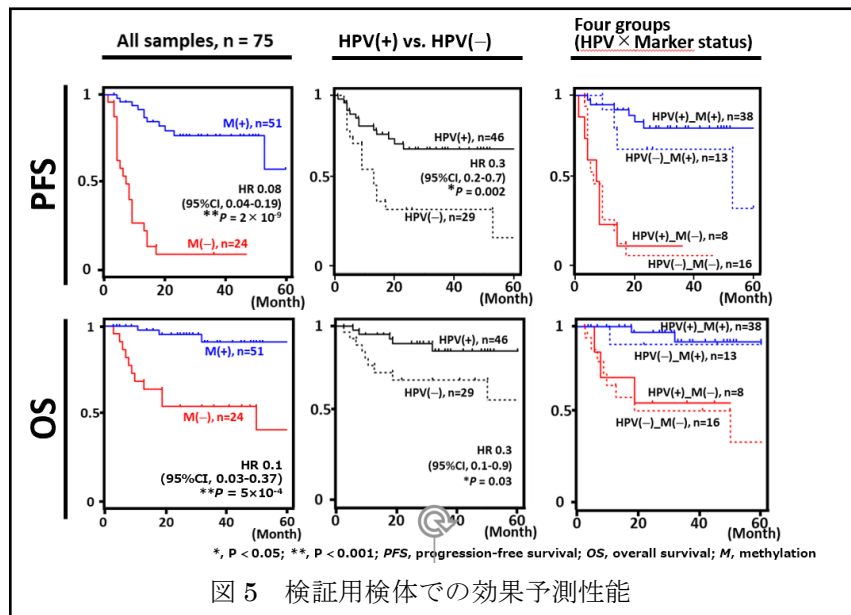 All samples, n = 75
HPV(+) vs. HPV(−)
Four groups
(HPV×Marker status)
PFS
1
0.5
1
0
20
40
60
(Month)
M(+), n=51
HR 0.08
(95%CI, 0.04-0.19)
**P = 2× 10-9
M(−), n=24
1
0.5
1
0
20
40
60
(Month)
HPV(+), n=46
HR 0.3
(95%CI, 0.2-0.7)
*P = 0.002
HPV(−), n=29
1
0.5
1
0
20
40
60
(Month)
HPV(+)_M(+), n=38
HPV(−)_M(+), n=13
HPV(+)_M(−), n=8
HPV(−)_M(−), n=16
OS
1
0.5
0
0
20
40
60
(Month)
M(+), n=51
M(−), n=24
HR 0.1
(95%CI, 0.03-0.37)
**P = 5×10-4
1
0.5
0
0
20
40
60
(Month)
HPV(+), n=46
HPV(−), n=29
HR 0.3
(95%CI, 0.1-0.9)
*P = 0.03
1
0.5
0
0
20
40
60
(Month)
HPV(+)_M(+), n=38
HPV(−)_M(+), n=13
HPV(+)_M(−), n=8
HPV(−)_M(−), n=16
*, P < 0.05; **, P < 0.001; PFS, progression-free survival; OS, overall survival; M, methylation
図 5 検証用検体での効果予測性能